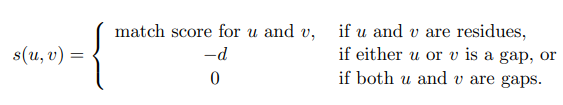 match score for u and v, if u and v are residues,
s(u, v) = { −d if either u or v is a gap, or
0 if both u and v are gaps.